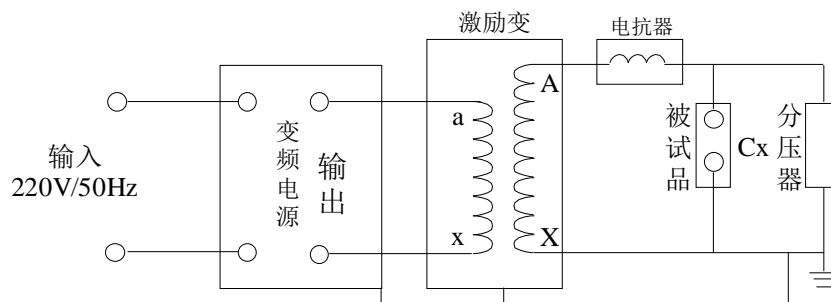 激励变
电抗器
输入
220V/50Hz
变频电源
输出
a
x
A
X
被试品
Cx
分压器